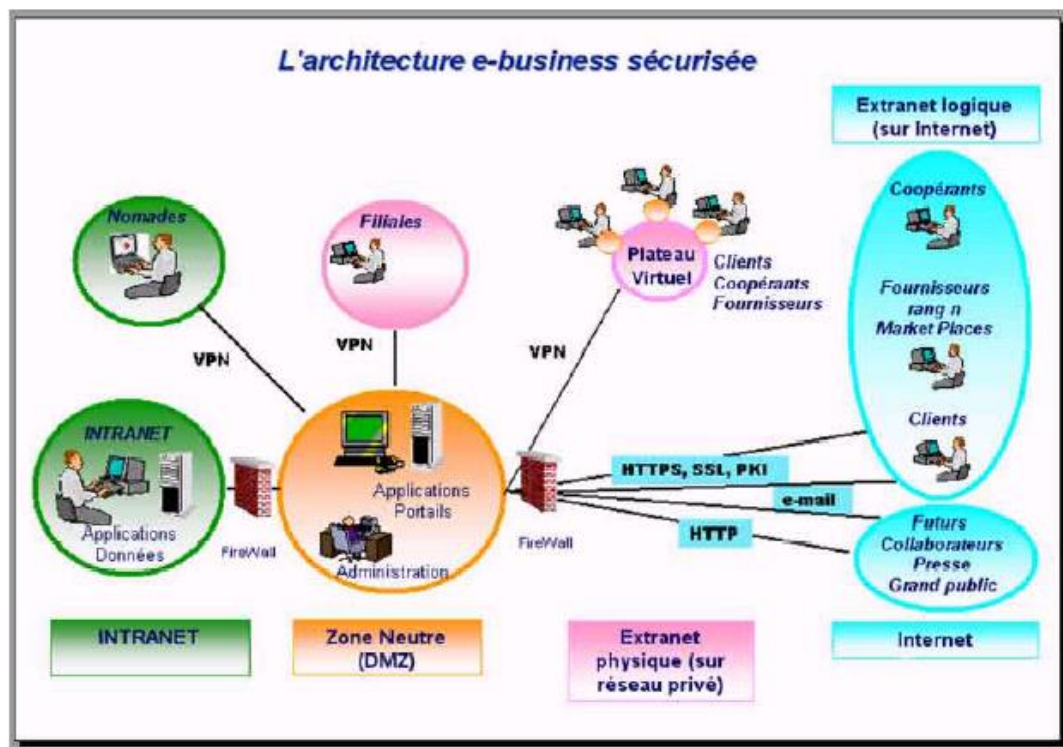 L'architecture e-business sécurisée
Extranet logique
(sur Internet)
Nomades
Filiales
Plateau
Virtuel
Clients
Coopérants
Fournisseurs
Coopérants
Fournisseurs
rang n
Market Places
Clients
VPN
VPN
VPN
INTRANET
Applications
Données
FireWall
Applications
Portails
Administration
FireWall
HTTPS, SSL, PKI
e-mail
HTTP
Futurs
Collaborateurs
Presse
Grand public
INTRANET
Zone Neutre
(DMZ)
Extranet
physique (sur
réseau privé)
Internet